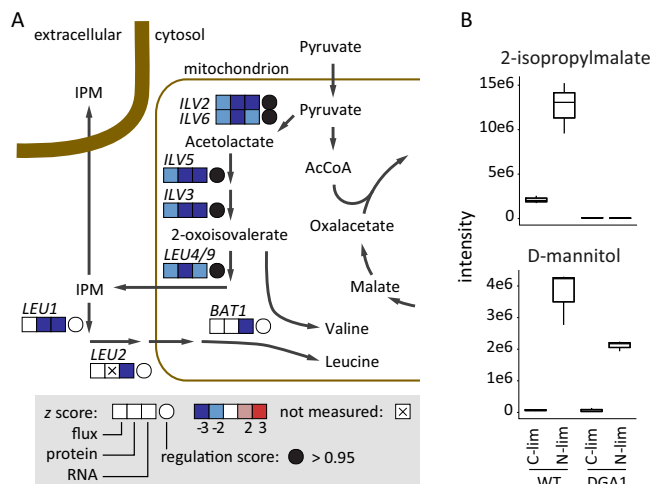 A
extracellular
cytosol
IPM
mitochondrion
Pyruvate
ILV2
ILV6
Pyruvate
Acetolactate
ILV5
AcCoA
ILV3
Oxalacetate
2-oxoisovalerate
LEU4/9
Malate
IPM
LEU1
BAT1
Valine
LEU2
Leucine
z score:
flux
protein
RNA
-3 -2 2 3
not measured:
regulation score: > 0.95
B
2-isopropylmalate
15e6
10e6
5e6
0
intensity
D-mannitol
4e6
2e6
1e6
0
C-lim
N-lim
C-lim
N-lim
WT
DGA1